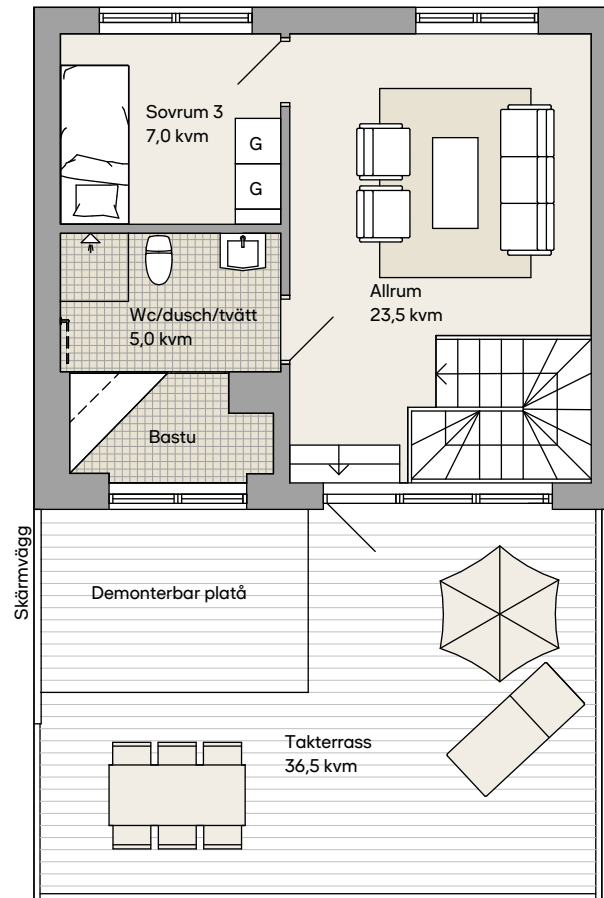 Sovrum 3
7,0 kvm
G
G
Allrum
23,5 kvm
Wc/dusch/tvätt
5,0 kvm
Bastu
Skärmvägg
Demonterbar platå
Takterrass
36,5 kvm